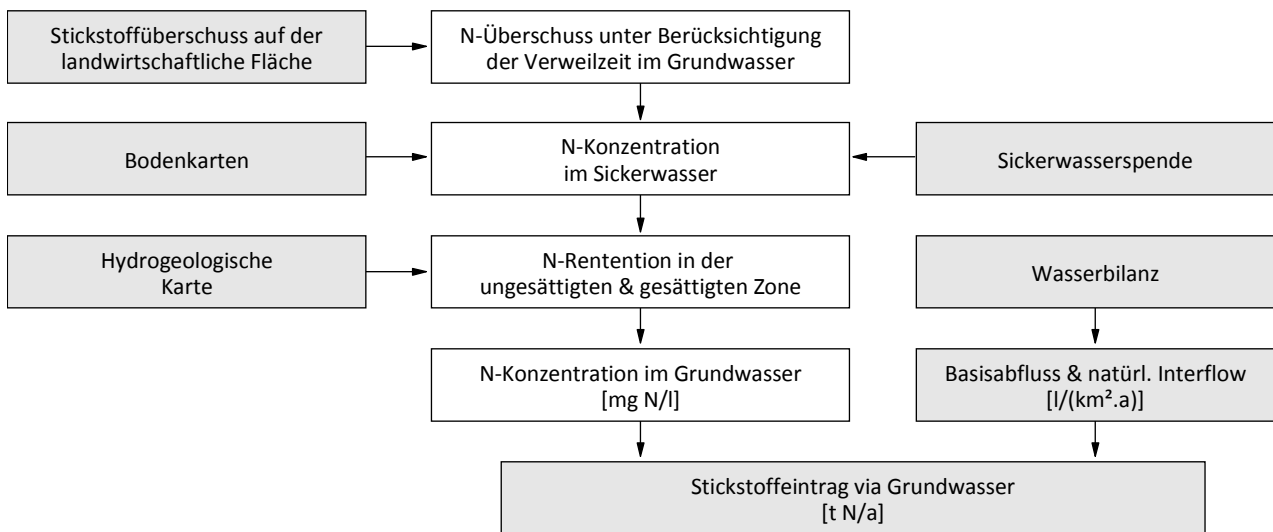 Stickstoffüberschuss auf der
landwirtschaftliche Fläche
N-Überschuss unter Berücksichtigung
der Verweilzeit im Grundwasser
Bodenkarten
N-Konzentration
im Sickerwasser
Sickerwasserspende
Hydrogeologische
Karte
N-Rentention in der
ungesättigten & gesättigten Zone
Wasserbilanz
N-Konzentration im Grundwasser
[mg N/l]
Basisabfluss & natürl. Interflow
[l/(km².a)]
Stickstoffeintrag via Grundwasser
[t N/a]